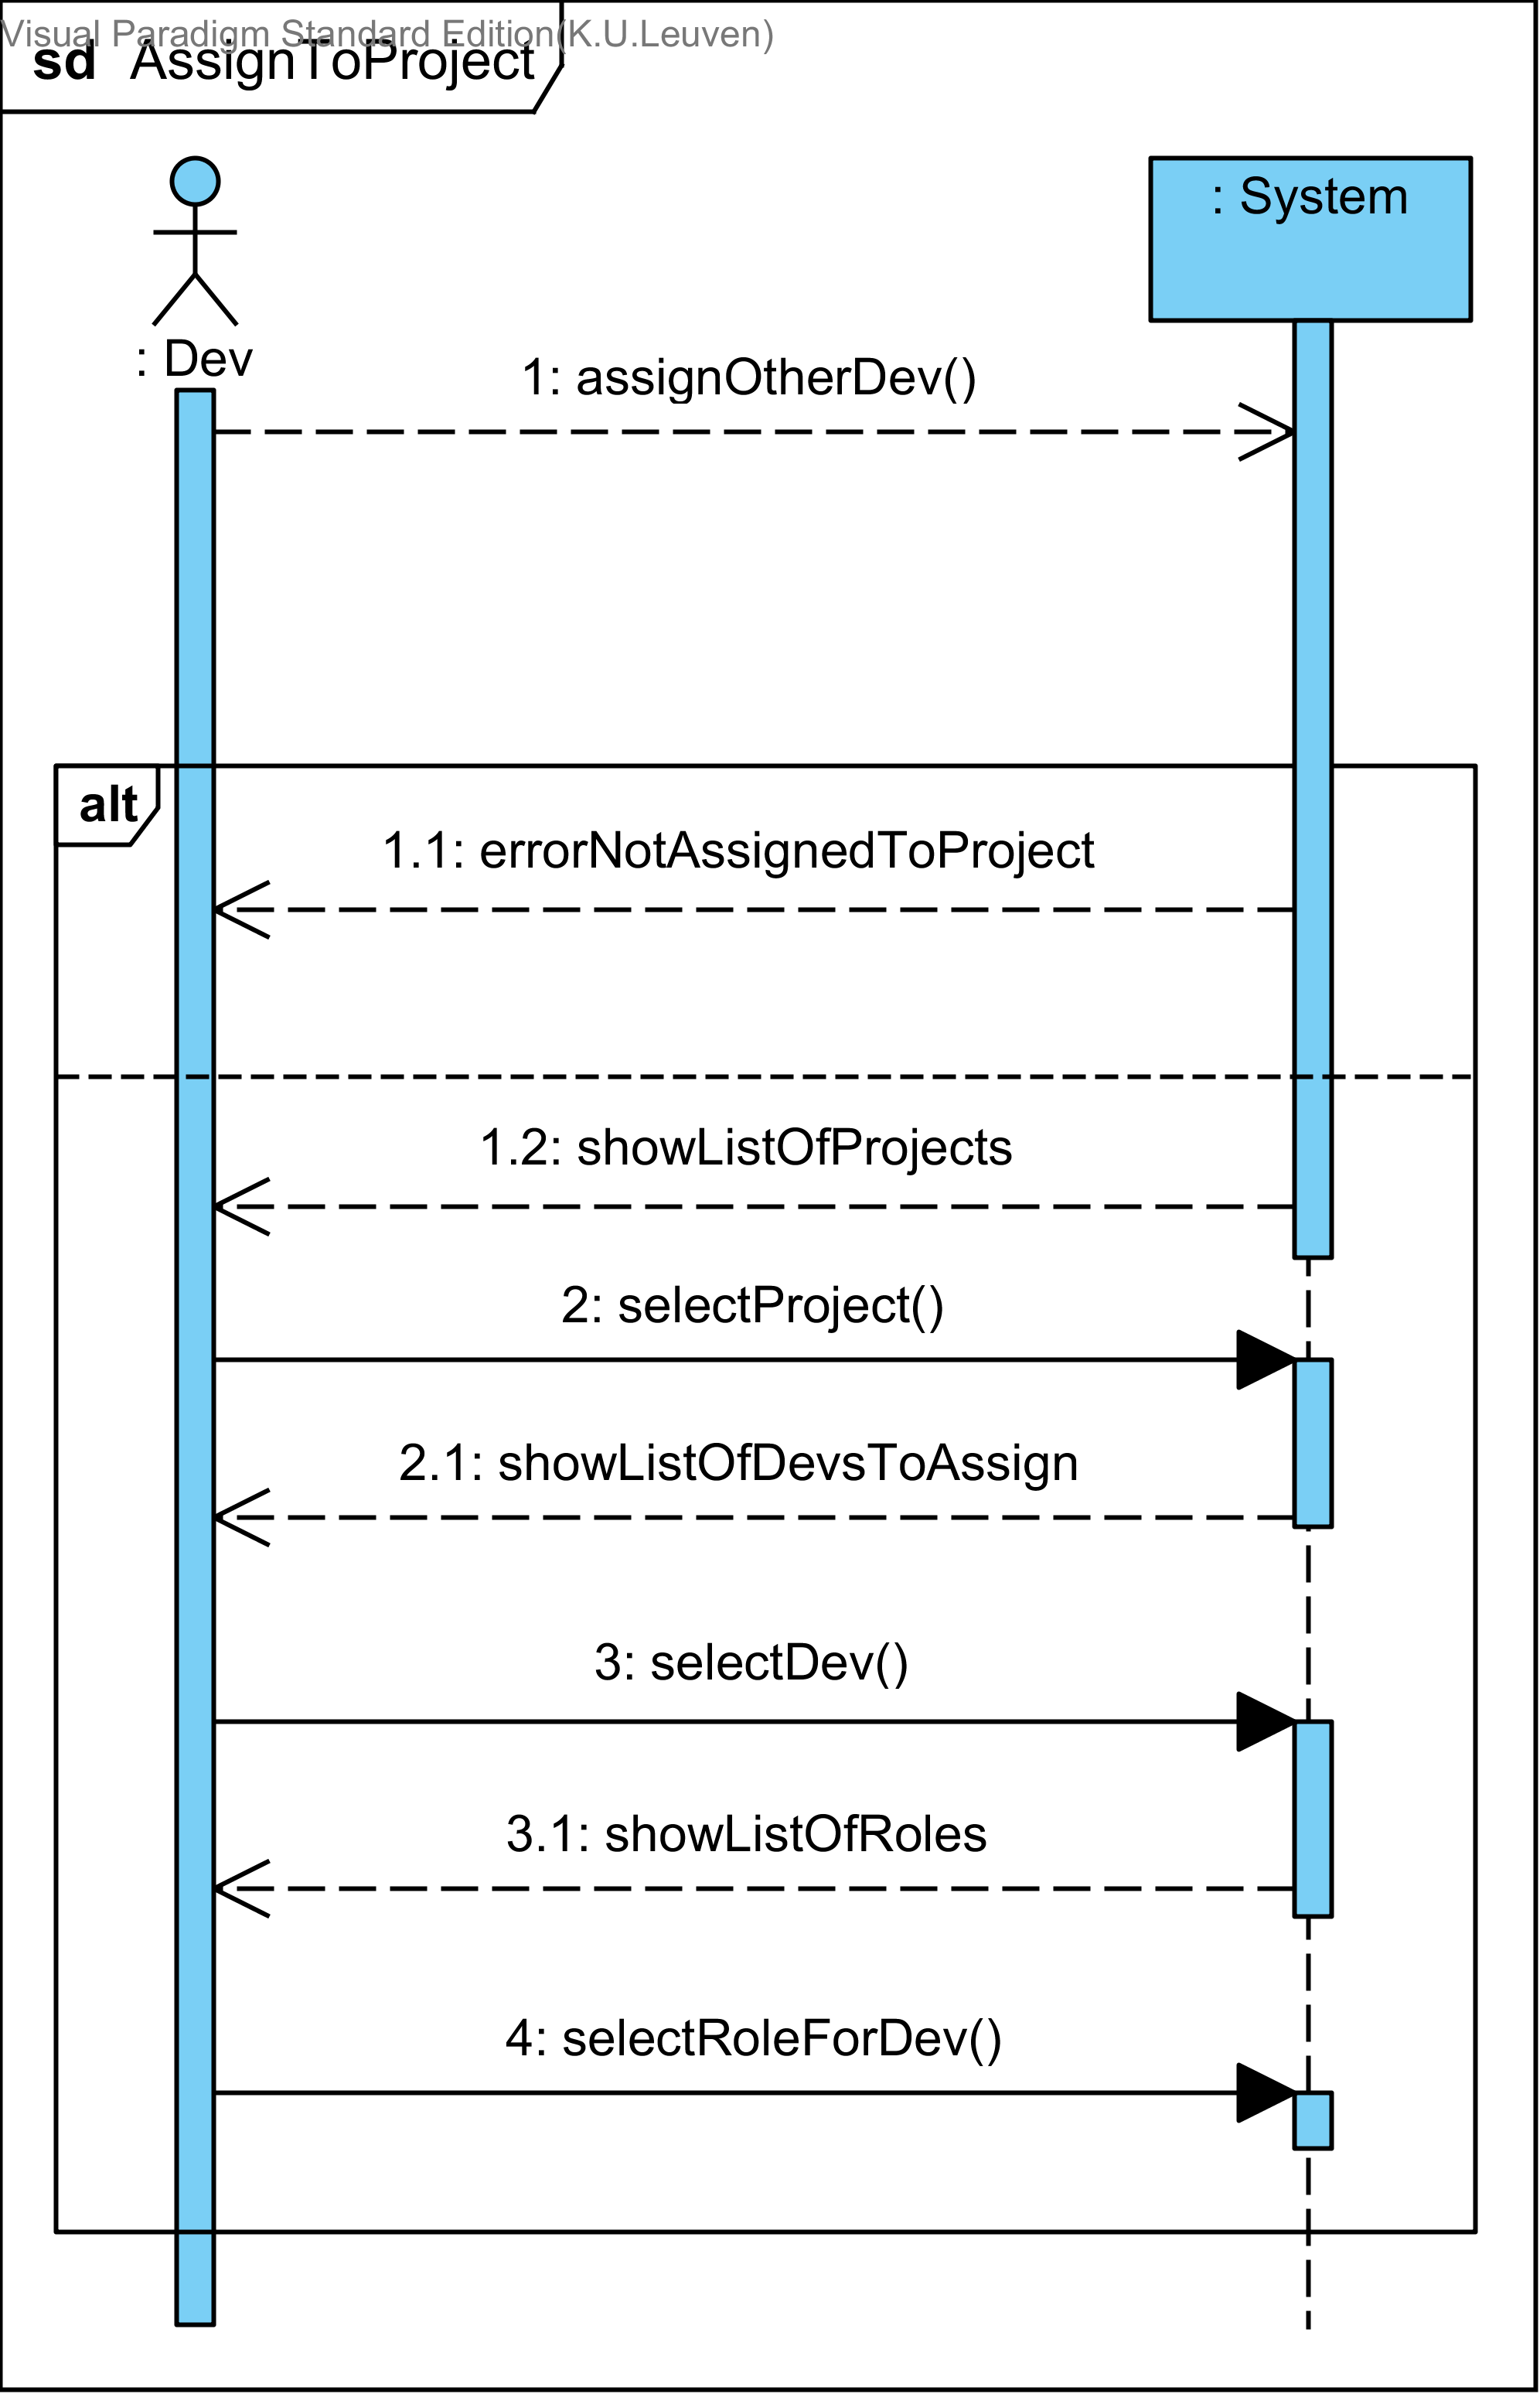 Visual Paradigm Standard Edition(K.U.Leuven)
sd AssignToProject
: System
: Dev
1: assignOtherDev()
alt
1.1: errorNotAssignedToProject
1.2: showListOfProjects
2: selectProject()
2.1: showListOfDevsToAssign
3: selectDev()
3.1: showListOfRoles
4: selectRoleForDev()